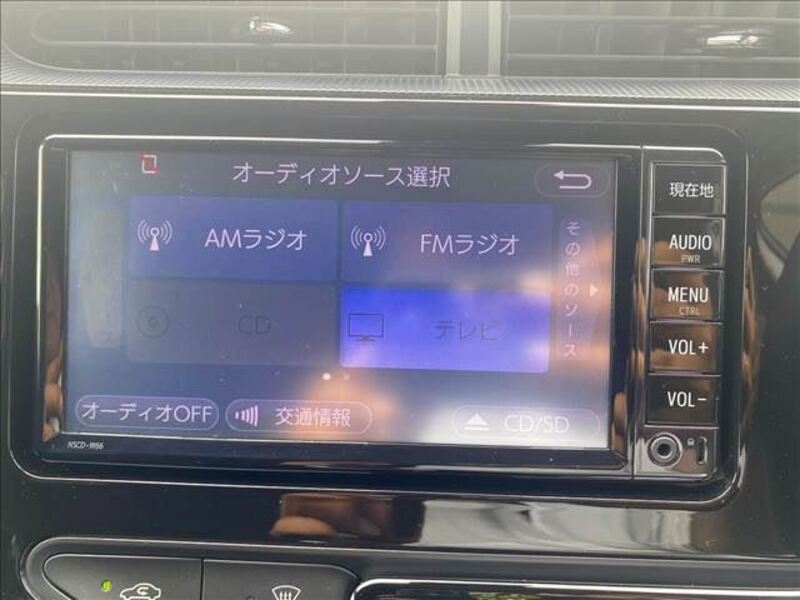 オーディオソース選択
AMラジオ
FMラジオ
CD
テレビ
その他のソース
オーディオOFF
交通情報
CD/SD
NSCD-W66
現在地
AUDIO
PWR
MENU
CTRL
VOL+
VOL-